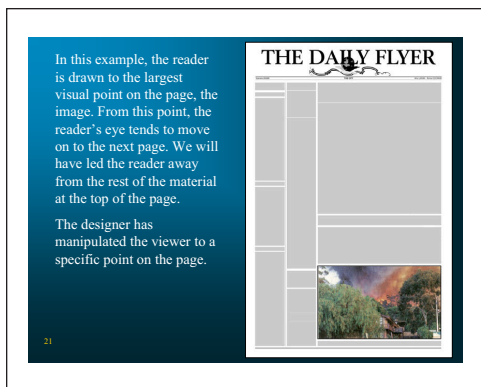 In this example, the reader
is drawn to the largest
visual point on the page, the
image. From this point, the
reader's eye tends to move
on to the next page. We will
have led the reader away
from the rest of the material
at the top of the page.
The designer has
manipulated the viewer to a
specific point on the page.
21
THE DAILY FLYER